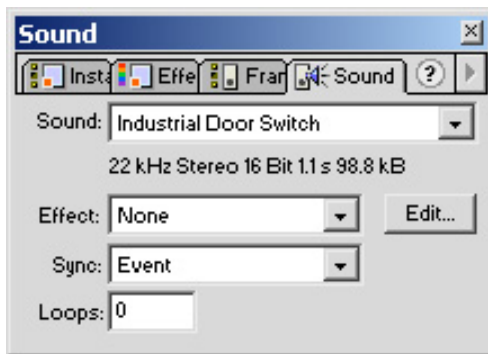 Sound
Insta Effe Fran Sound ?
Sound: Industrial Door Switch
22 kHz Stereo 16 Bit 1.1 s 98.8 kB
Effect: None Edit...
Sync: Event
Loops: 0